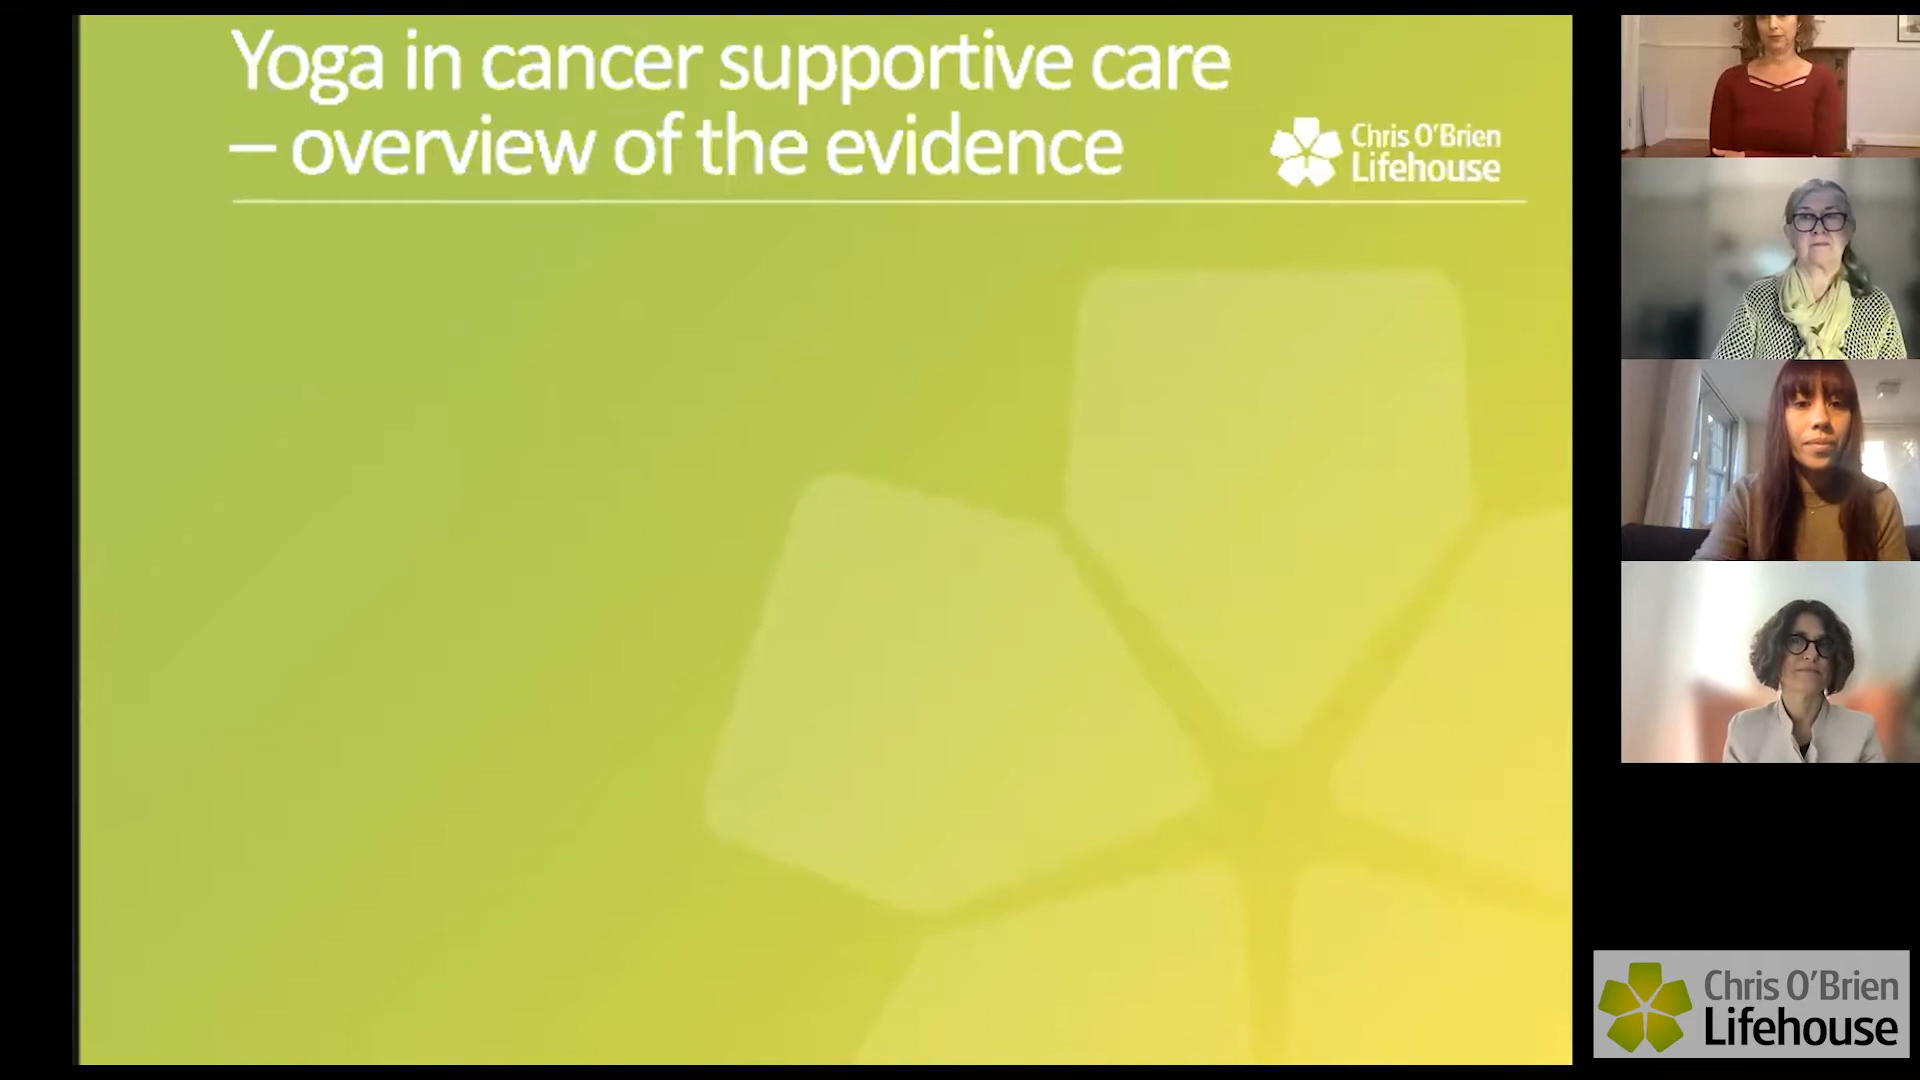 Yoga in cancer supportive care
– overview of the evidence
Chris O'Brien
Lifehouse
Chris O'Brien
Lifehouse